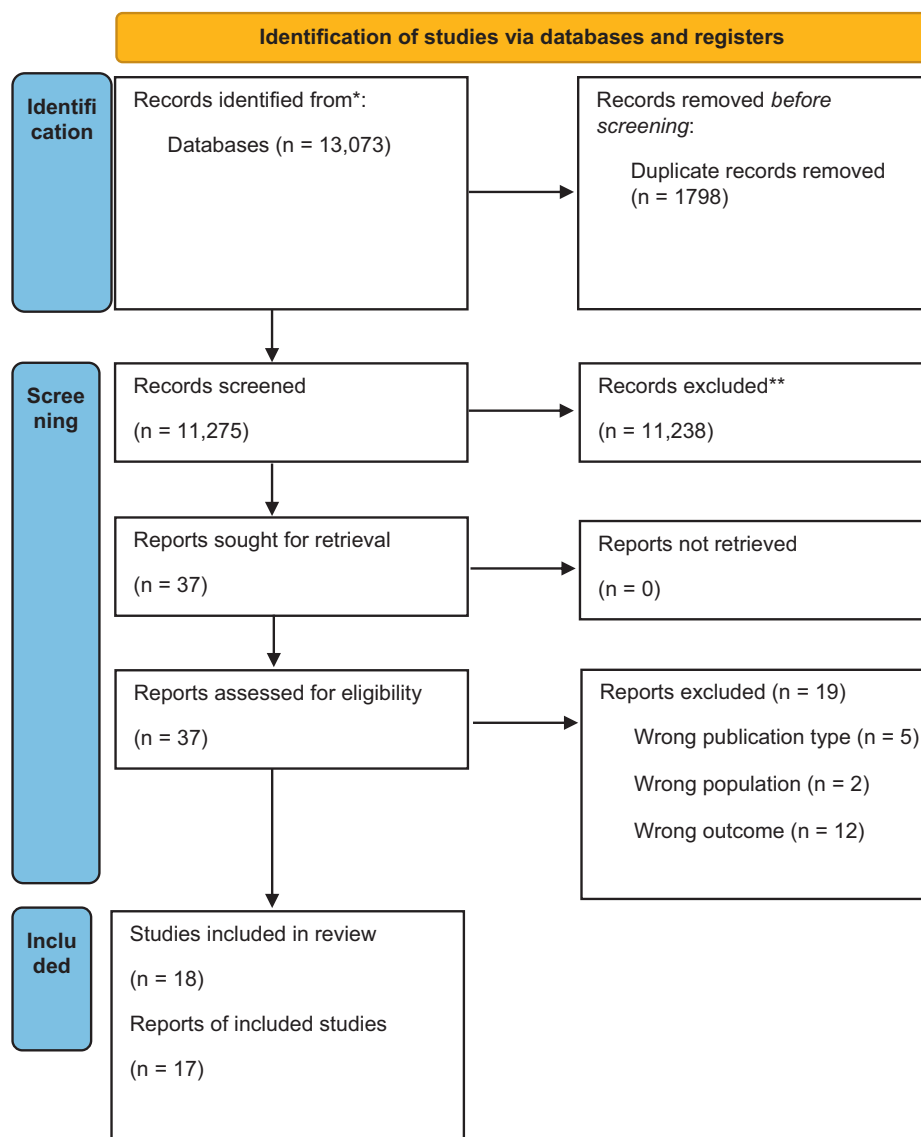 Identification of studies via databases and registers
Identifi
cation
Records identified from*:
Databases (n = 13,073)
Records removed before
screening:
Duplicate records removed
(n = 1798)
Scree
ning
Records screened
(n = 11,275)
Records excluded**
(n = 11,238)
Reports sought for retrieval
(n = 37)
Reports not retrieved
(n = 0)
Reports assessed for eligibility
(n = 37)
Reports excluded (n = 19)
Wrong publication type (n = 5)
Wrong population (n = 2)
Wrong outcome (n = 12)
Inclu
ded
Studies included in review
(n = 18)
Reports of included studies
(n = 17)